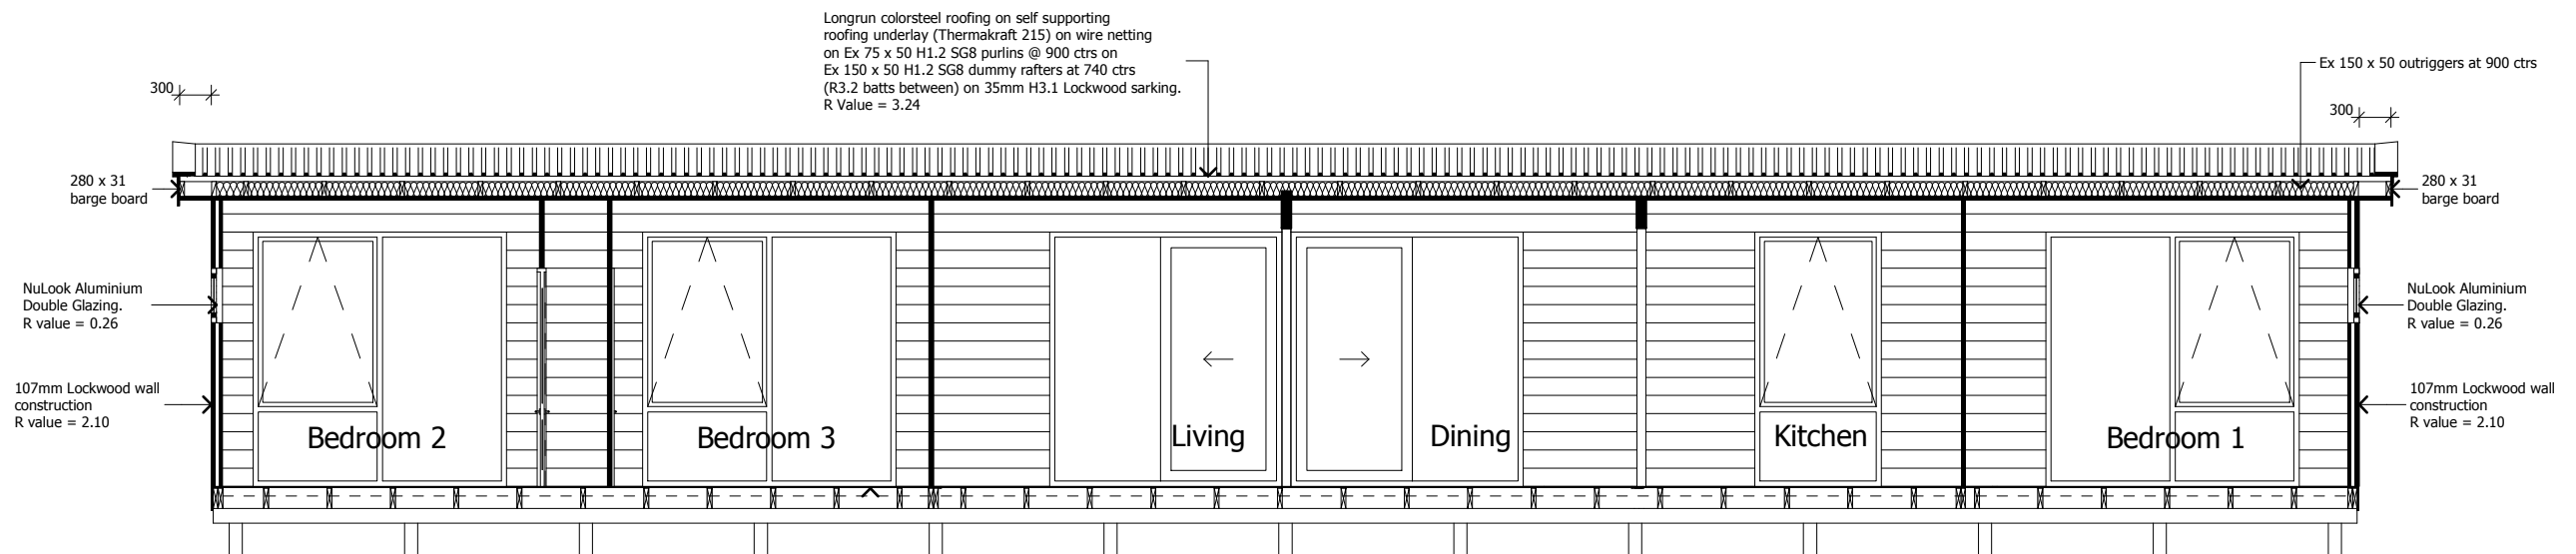 Longrun colorsteel roofing on self supporting
roofing underlay (Thermakraft 215) on wire netting
on Ex 75 x 50 H1.2 SG8 purlins @ 900 ctrs on
Ex 150 x 50 H1.2 SG8 dummy rafters at 740 ctrs
(R3.2 batts between) on 35mm H3.1 Lockwood sarking.
R Value = 3.24
Ex 150 x 50 outriggers at 900 ctrs
300
300
280 x 31
barge board
280 x 31
barge board
NuLook Aluminium
Double Glazing.
R value = 0.26
NuLook Aluminium
Double Glazing.
R value = 0.26
107mm Lockwood wall
construction
R value = 2.10
107mm Lockwood wall
construction
R value = 2.10
Bedroom 2
Bedroom 3
Living
Dining
Kitchen
Bedroom 1